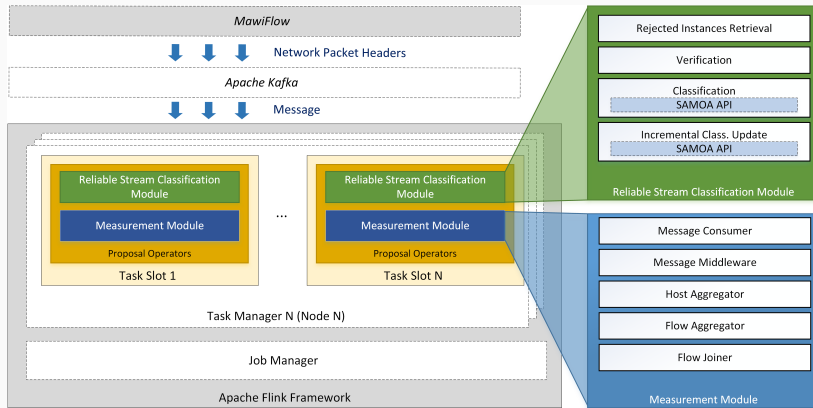 MawiFlow
Network Packet Headers
Apache Kafka
Message
Reliable Stream Classification
Module
Measurement Module
Proposal Operators
Task Slot 1
...
Reliable Stream Classification
Module
Measurement Module
Proposal Operators
Task Slot N
Task Manager N (Node N)
Job Manager
Apache Flink Framework
Rejected Instances Retrieval
Verification
Classification
SAMOA API
Incremental Class. Update
SAMOA API
Reliable Stream Classification Module
Message Consumer
Message Middleware
Host Aggregator
Flow Aggregator
Flow Joiner
Measurement Module